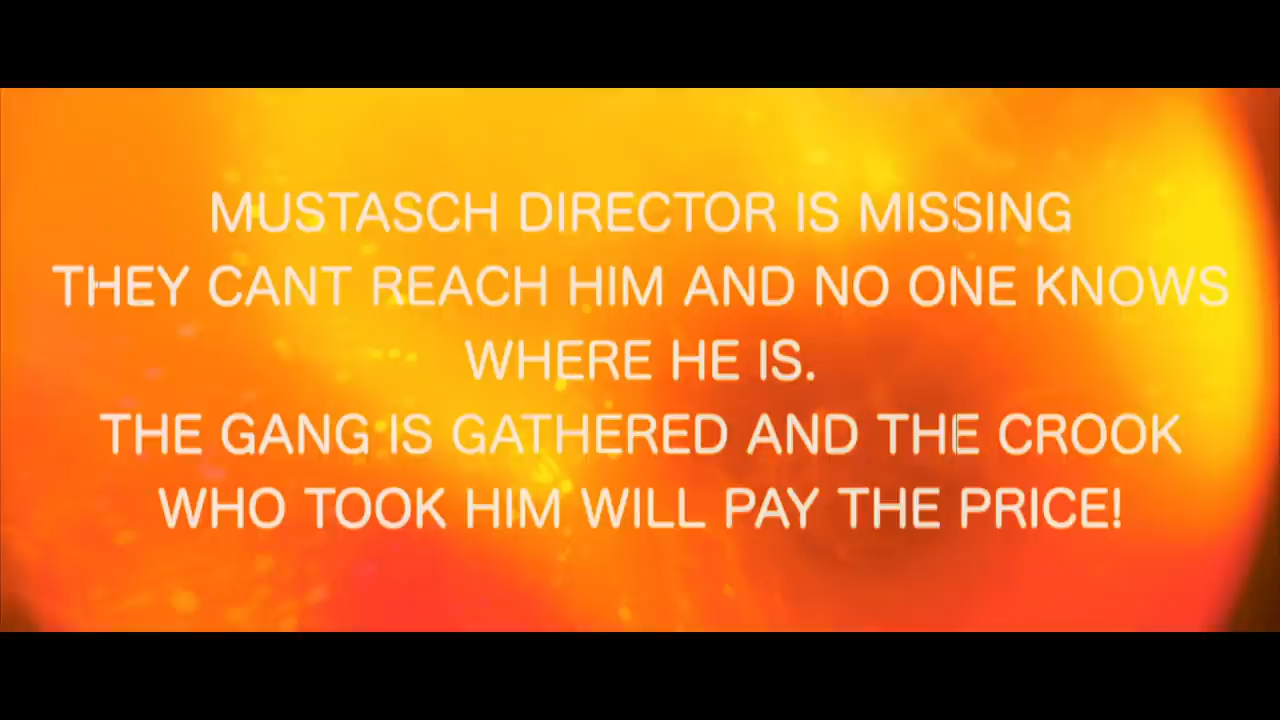 MUSTASCH DIRECTOR IS MISSING
THEY CANT REACH HIM AND NO ONE KNOWS
WHERE HE IS.
THE GANG IS GATHERED AND THE CROOK
WHO TOOK HIM WILL PAY THE PRICE!